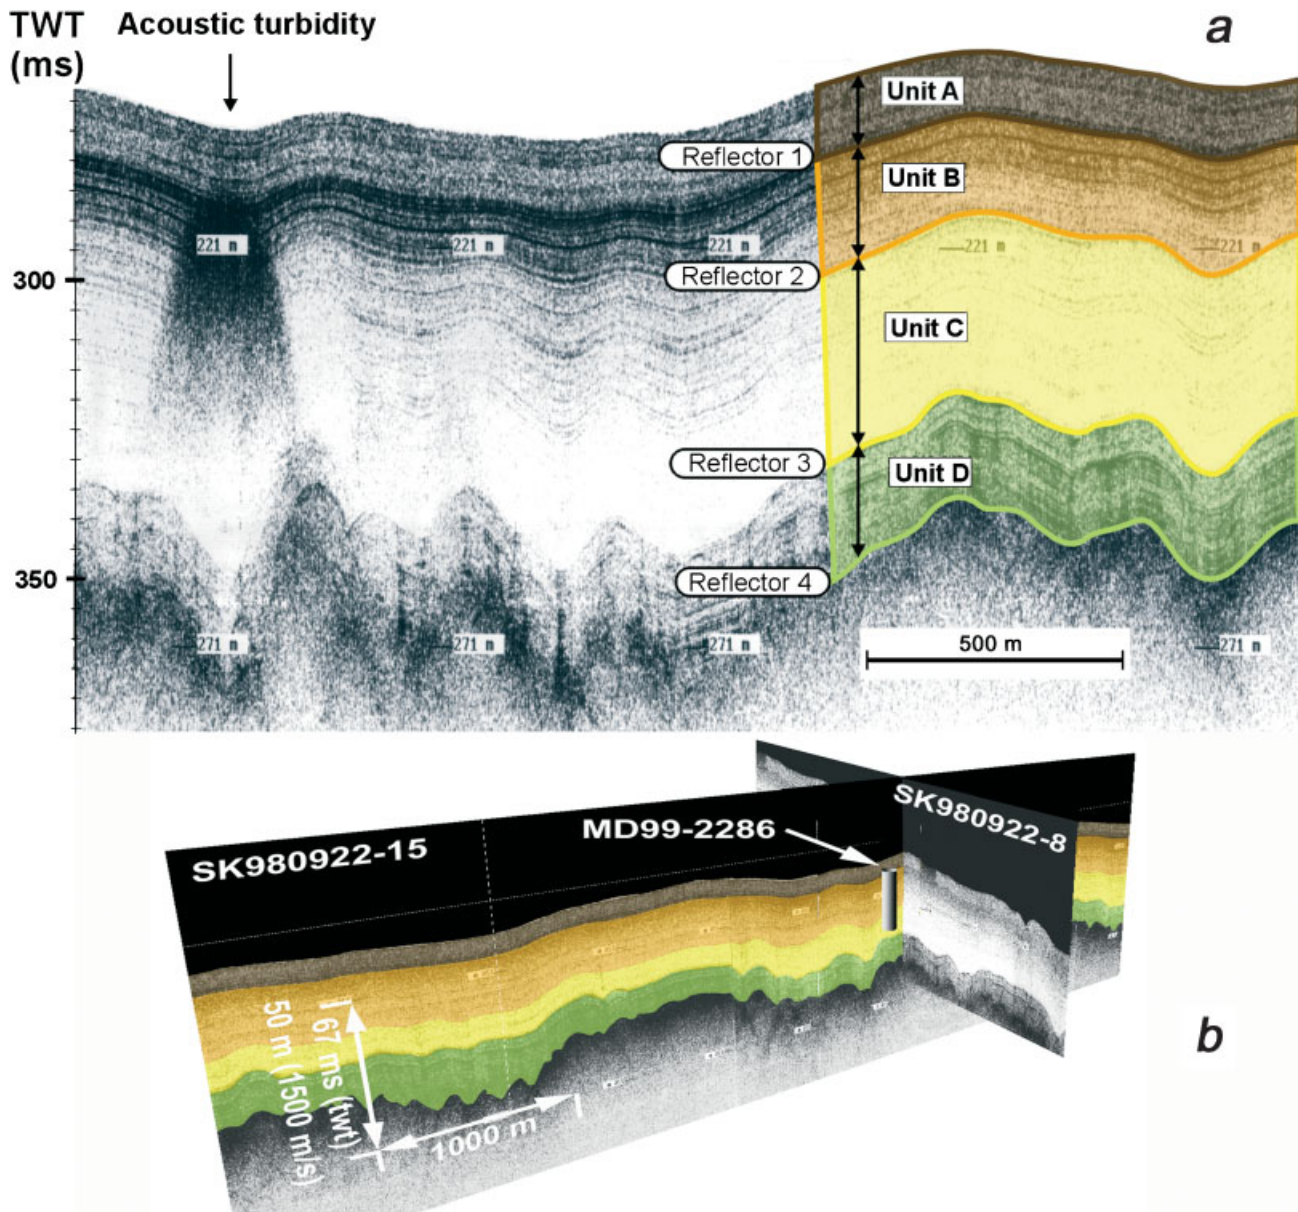 TWT
(ms)
Acoustic turbidity
a
Unit A
Reflector 1
Unit B
221 m
221 m
221 m
221 m
221 m
Reflector 2
300
Unit C
Reflector 3
Unit D
350
Reflector 4
500 m
271 m
271 m
271 m
271 m
SK980922-15
MD99-2286
SK980922-8
67 ms (twt)
50 m (1500 m/s)
1000 m
b